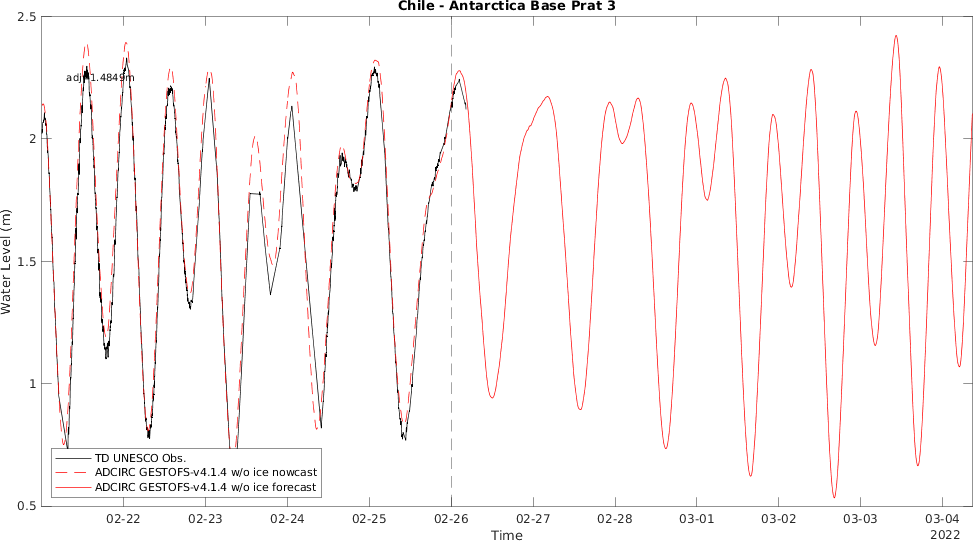 Chile - Antarctica Base Prat 3
2.5
2
1.5
1
0.5
Water Level (m)
adj 1.4849m
TD UNESCO Obs.
ADCIRC GESTOFS-v4.1.4 w/o ice nowcast
ADCIRC GESTOFS-v4.1.4 w/o ice forecast
02-22 02-23 02-24 02-25 02-26 02-27 02-28 03-01 03-02 03-03 03-04
Time
2022